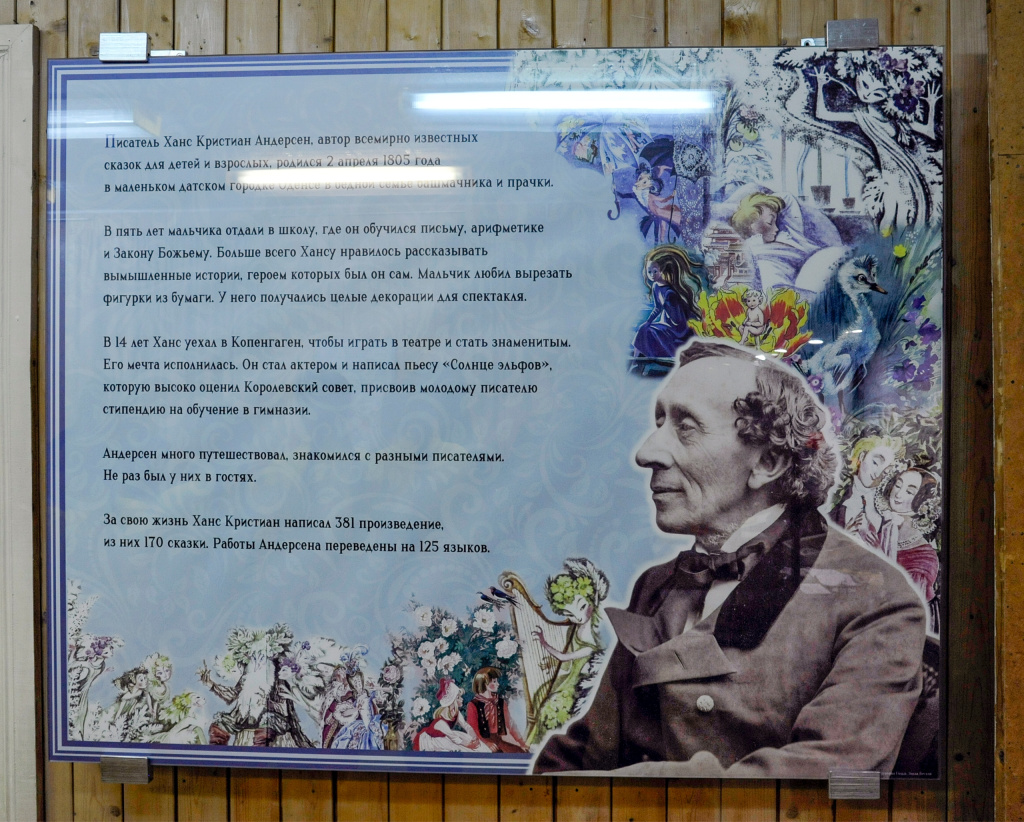 Писатель Ханс Кристиан Андерсен, автор всемирно известных
сказок для детей и взрослых, родился 2 апреля 1805 года
в маленьком датском городке Оденсе в бедной семье башмачника и прачки.
В пять лет мальчика отдали в школу, где он обучился письму, арифметике
и Закону Божьему. Больше всего Хансу нравилось рассказывать
вымышленные истории, героем которых был он сам. Мальчик любил вырезать
фигурки из бумаги. У него получались целые декорации для спектакля.
В 14 лет Ханс уехал в Копенгаген, чтобы играть в театре и стать знаменитым.
Его мечта исполнилась. Он стал актером и написал пьесу «Солнце эльфов»,
которую высоко оценил Королевский совет, присвоив молодому писателю
стипендию на обучение в гимназии.
Андерсен много путешествовал, знакомился с разными писателями.
Не раз был у них в гостях.
За свою жизнь Ханс Кристиан написал 381 произведение,
из них 170 сказки. Работы Андерсена переведены на 125 языков.